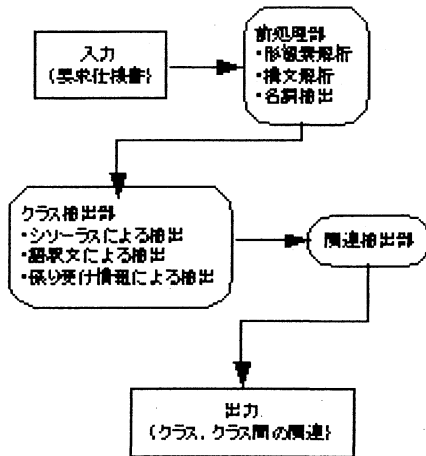 入力
(要求仕様書)
前処理部
・形態素解析
・構文解析
・名詞抽出
クラス抽出部
・シソーラスによる抽出
・語釈文による抽出
・係り受け情報による抽出
関連抽出部
出力
(クラス, クラス間の関連)